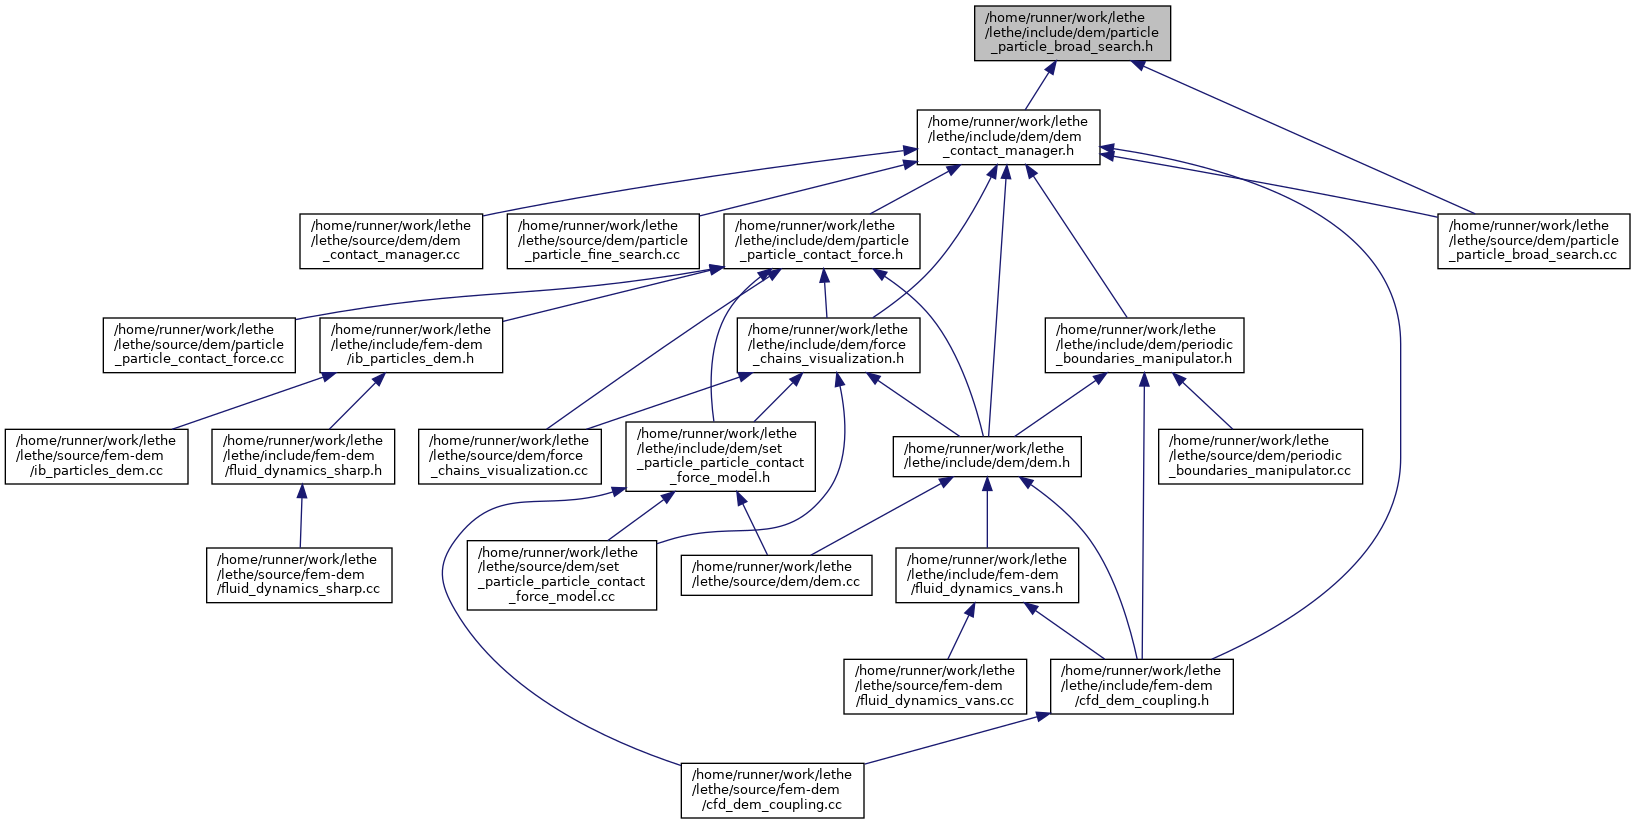 /home/runner/work/lethe
/lethe/include/dem/particle
_particle_broad_search.h
/home/runner/work/lethe
/lethe/include/dem/dem
_contact_manager.h
/home/runner/work/lethe
/lethe/source/dem/dem
_contact_manager.cc
/home/runner/work/lethe
/lethe/source/dem/particle
_particle_fine_search.cc
/home/runner/work/lethe
/lethe/include/dem/particle
_particle_contact_force.h
/home/runner/work/lethe
/lethe/source/dem/particle
_particle_broad_search.cc
/home/runner/work/lethe
/lethe/source/dem/particle
_particle_contact_force.cc
/home/runner/work/lethe
/lethe/include/fem-dem
/ib_particles_dem.h
/home/runner/work/lethe
/lethe/include/dem/force
_chains_visualization.h
/home/runner/work/lethe
/lethe/include/dem/periodic
_boundaries_manipulator.h
/home/runner/work/lethe
/lethe/source/fem-dem
/ib_particles_dem.cc
/home/runner/work/lethe
/lethe/include/fem-dem
/fluid_dynamics_sharp.h
/home/runner/work/lethe
/lethe/source/dem/force
_chains_visualization.cc
/home/runner/work/lethe
/lethe/include/dem/set
_particle_particle_contact
_force_model.h
/home/runner/work/lethe
/lethe/include/dem/dem.h
/home/runner/work/lethe
/lethe/source/dem/periodic
_boundaries_manipulator.cc
/home/runner/work/lethe
/lethe/source/fem-dem
/fluid_dynamics_sharp.cc
/home/runner/work/lethe
/lethe/source/dem/set
_particle_particle_contact
_force_model.cc
/home/runner/work/lethe
/lethe/source/dem/dem.cc
/home/runner/work/lethe
/lethe/include/fem-dem
/fluid_dynamics_vans.h
/home/runner/work/lethe
/lethe/source/fem-dem
/fluid_dynamics_vans.cc
/home/runner/work/lethe
/lethe/include/fem-dem
/cfd_dem_coupling.h
/home/runner/work/lethe
/lethe/source/fem-dem
/cfd_dem_coupling.cc